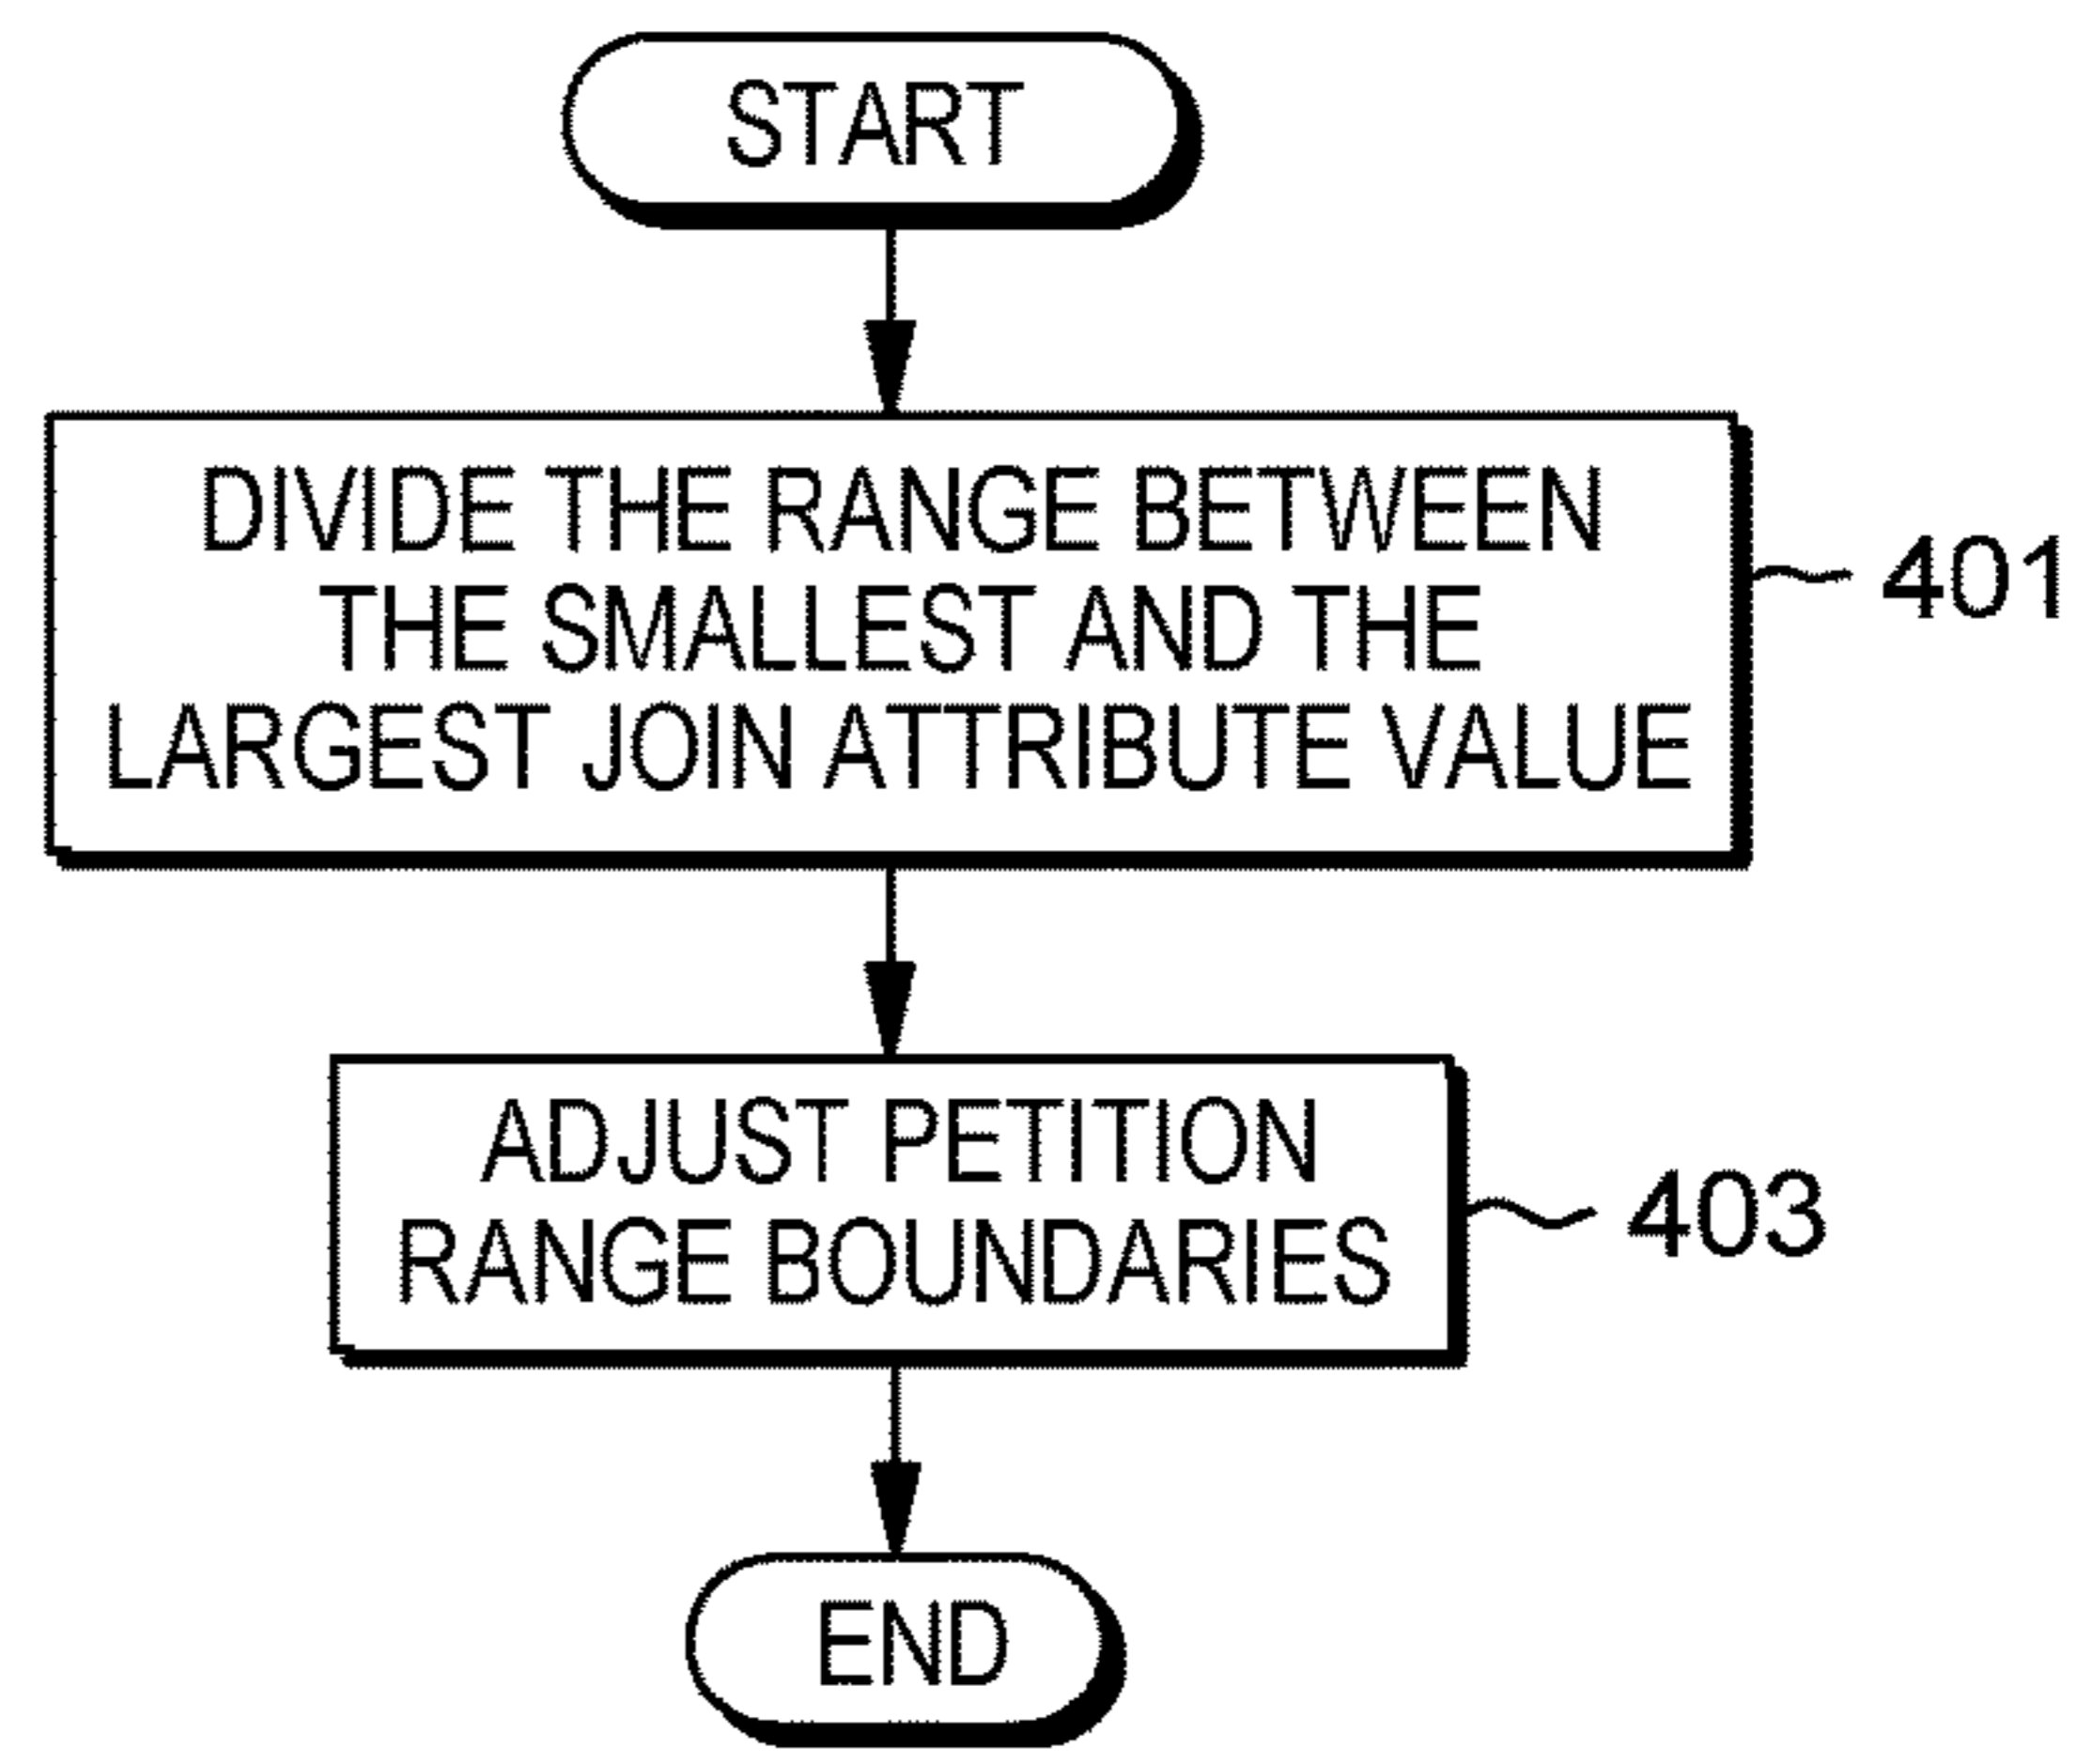 START
DIVIDE THE RANGE BETWEEN
THE SMALLEST AND THE
LARGEST JOIN ATTRIBUTE VALUE
401
ADJUST PETITION
RANGE BOUNDARIES
403
END